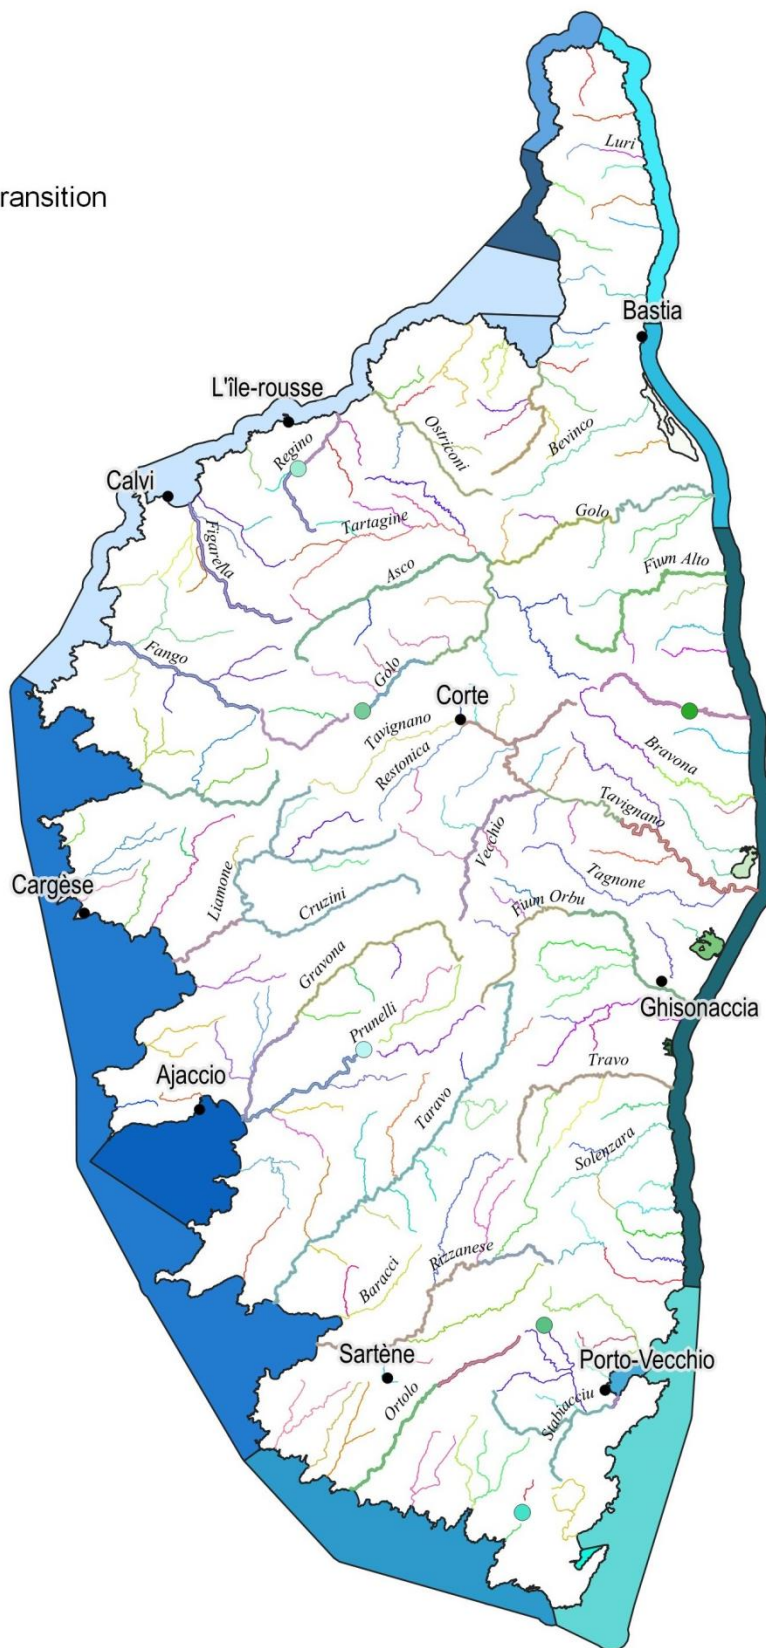 ransition
Luri
Bastia
L'île-rousse
Ostriconi
Regino
Bevinco
Calvi
Golo
Tartagine
Figarella
Asco
Fium Alto
Fango
Golo
Corte
Tavignano
Restonica
Bravona
Tavignano
Vecchio
Tagnone
Cargèse
Liamone
Cruzini
Fium Orbu
Gravona
Ghisonaccia
Prunelli
Travo
Ajaccio
Taravo
Solenzara
Rizzanese
Baracci
Sartène
Porto-Vecchio
Ortolo
Stabiacciu